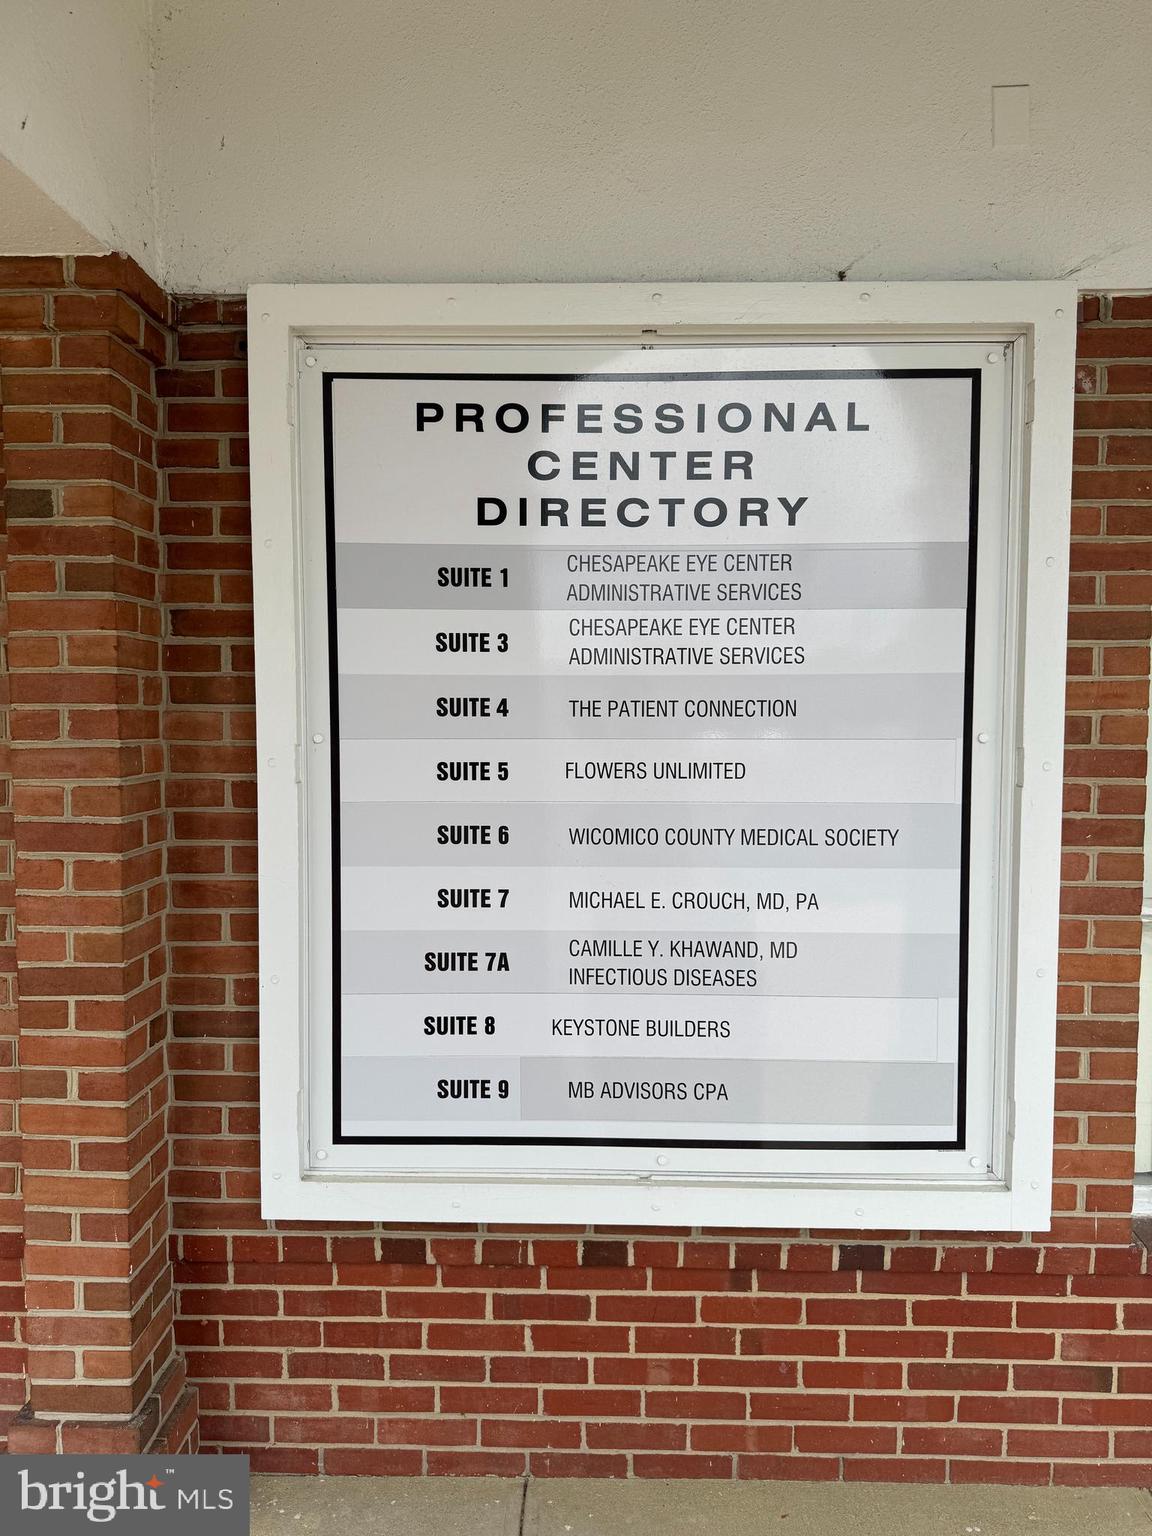 PROFESSIONAL
CENTER
DIRECTORY
SUITE 1 CHESAPEAKE EYE CENTER
ADMINISTRATIVE SERVICES
SUITE 3 CHESAPEAKE EYE CENTER
ADMINISTRATIVE SERVICES
SUITE 4 THE PATIENT CONNECTION
SUITE 5 FLOWERS UNLIMITED
SUITE 6 WICOMICO COUNTY MEDICAL SOCIETY
SUITE 7 MICHAEL E. CROUCH, MD, PA
SUITE 7A CAMILLE Y. KHAWAND, MD
INFECTIOUS DISEASES
SUITE 8 KEYSTONE BUILDERS
SUITE 9 MB ADVISORS CPA
bright™ MLS